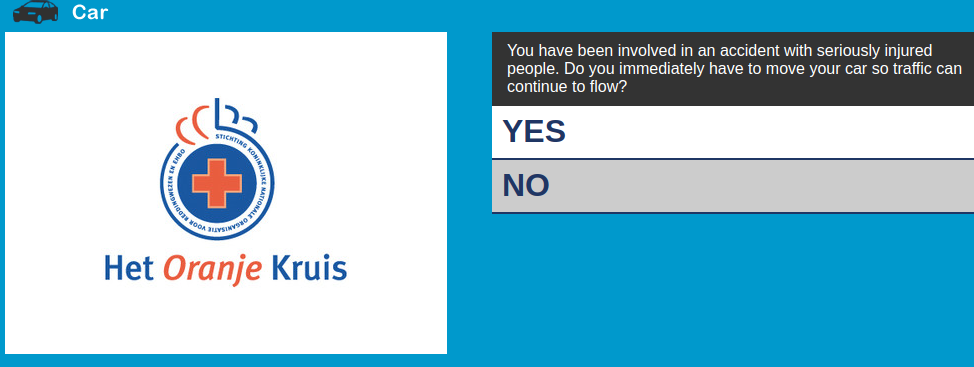 Car
STICHTING KONINKLIJKE NATIONALE ORGANISATIE VOOR REDDINGWEZEN EN EHBO
Het Oranje Kruis
You have been involved in an accident with seriously injured
people. Do you immediately have to move your car so traffic can
continue to flow?
YES
NO